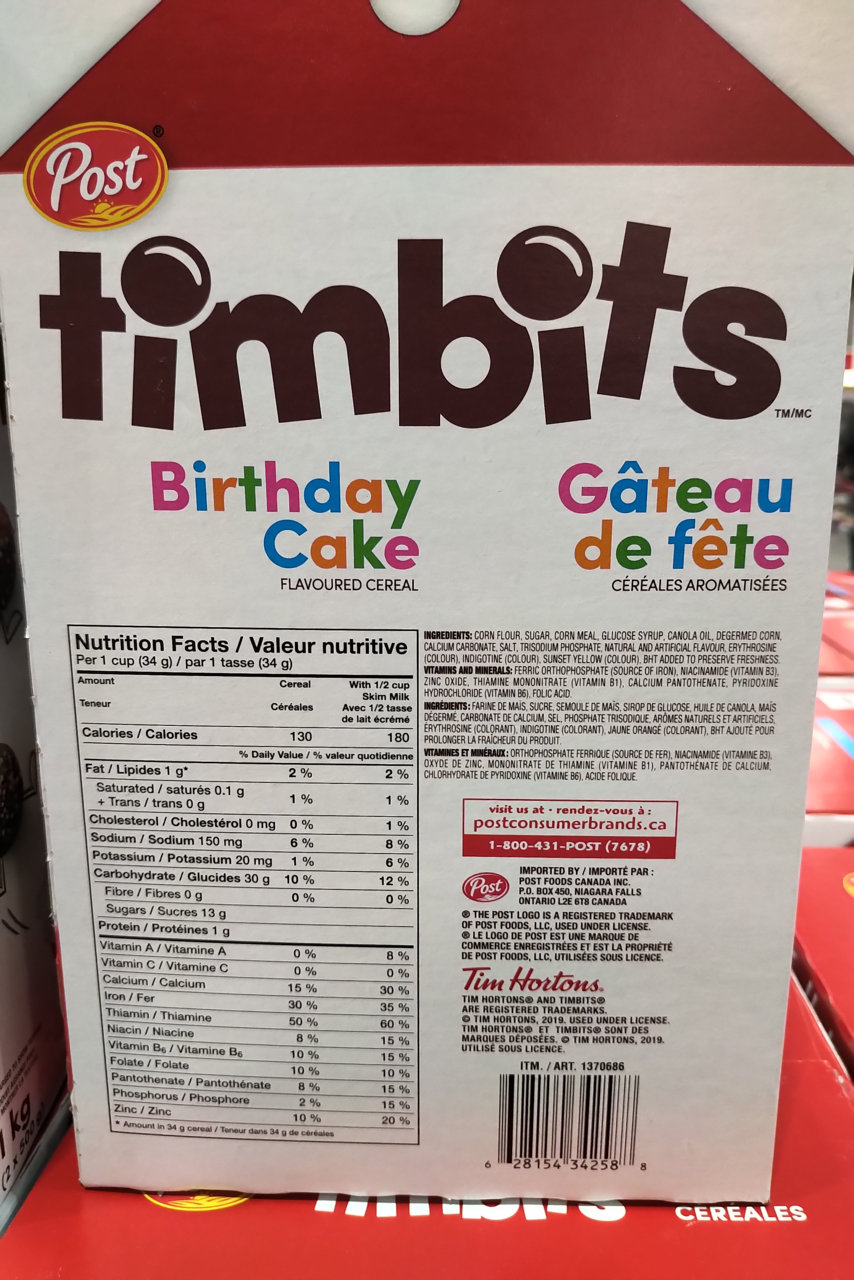 Post®
timbits
TM/MC
Birthday
Cake
FLAVOURED CEREAL
Gâteau
de fête
CÉRÉALES AROMATISÉES
Nutrition Facts / Valeur nutritive
Per 1 cup (34 g) / par 1 tasse (34 g)
Amount Cereal With 1/2 cup
Skim Milk
Teneur Céréales Avec 1/2 tasse
de lait écrémé
Calories / Calories 130 180
% Daily Value / % valeur quotidienne
Fat / Lipides 1 g* 2 % 2 %
Saturated / saturés 0.1 g
+ Trans / trans 0 g 1 % 1 %
Cholesterol / Cholestérol 0 mg 0 % 1 %
Sodium / Sodium 150 mg 6 % 8 %
Potassium / Potassium 20 mg 1 % 6 %
Carbohydrate / Glucides 30 g 10 % 12 %
Fibre / Fibres 0 g 0 % 0 %
Sugars / Sucres 13 g
Protein / Protéines 1 g
Vitamin A / Vitamine A 0 % 8 %
Vitamin C / Vitamine C 0 % 0 %
Calcium / Calcium 15 % 30 %
Iron / Fer 30 % 35 %
Thiamin / Thiamine 50 % 60 %
Niacin / Niacine 8 % 15 %
Vitamin B6 / Vitamine B6 10 % 15 %
Folate / Folate 10 % 10 %
Pantothenate / Pantothénate 8 % 15 %
Phosphorus / Phosphore 2 % 15 %
Zinc / Zinc 10 % 20 %
* Amount in 34 g cereal / Teneur dans 34 g de céréales
INGREDIENTS: CORN FLOUR, SUGAR, CORN MEAL, GLUCOSE SYRUP, CANOLA OIL, DEGERMED CORN,
CALCIUM CARBONATE, SALT, TRISODIUM PHOSPHATE, NATURAL AND ARTIFICIAL FLAVOUR, ERYTHROSINE
(COLOUR), INDIGOTINE (COLOUR), SUNSET YELLOW (COLOUR). BHT ADDED TO PRESERVE FRESHNESS.
VITAMINS AND MINERALS: FERRIC ORTHOPHOSPHATE (SOURCE OF IRON), NIACINAMIDE (VITAMIN B3),
ZINC OXIDE, THIAMINE MONONITRATE (VITAMIN B1), CALCIUM PANTOTHENATE, PYRIDOXINE
HYDROCHLORIDE (VITAMIN B6), FOLIC ACID.
INGRÉDIENTS: FARINE DE MAÏS, SUCRE, SEMOULE DE MAÏS, SIROP DE GLUCOSE, HUILE DE CANOLA, MAÏS
DÉGERMÉ, CARBONATE DE CALCIUM, SEL, PHOSPHATE TRISODIQUE, ARÔMES NATURELS ET ARTIFICIELS,
ÉRYTHROSINE (COLORANT), INDIGOTINE (COLORANT), JAUNE ORANGÉ (COLORANT), BHT AJOUTÉ POUR
PROLONGER LA FRAÎCHEUR DU PRODUIT.
VITAMINES ET MINÉRAUX: ORTHOPHOSPHATE FERRIQUE (SOURCE DE FER), NIACINAMIDE (VITAMINE B3),
OXYDE DE ZINC, MONONITRATE DE THIAMINE (VITAMINE B1), PANTOTHÉNATE DE CALCIUM,
CHLORHYDRATE DE PYRIDOXINE (VITAMINE B6), ACIDE FOLIQUE.
visit us at • rendez-vous à :
postconsumerbrands.ca
1-800-431-POST (7678)
Post
IMPORTED BY / IMPORTÉ PAR :
POST FOODS CANADA INC.
P.O. BOX 450, NIAGARA FALLS
ONTARIO L2E 6T8 CANADA
® THE POST LOGO IS A REGISTERED TRADEMARK
OF POST FOODS, LLC, USED UNDER LICENSE.
® LE LOGO DE POST EST UNE MARQUE DE
COMMERCE ENREGISTRÉES ET EST LA PROPRIÉTÉ
DE POST FOODS, LLC, UTILISÉES SOUS LICENCE.
Tim Hortons.
TIM HORTONS® AND TIMBITS®
ARE REGISTERED TRADEMARKS.
© TIM HORTONS, 2019. USED UNDER LICENSE.
TIM HORTONS® ET TIMBITS® SONT DES
MARQUES DÉPOSÉES. © TIM HORTONS, 2019.
UTILISÉ SOUS LICENCE.
ITM. / ART. 1370686
6 28154 34258 8
1 kg
(2 x 500 g)
timbits
CÉRÉALES